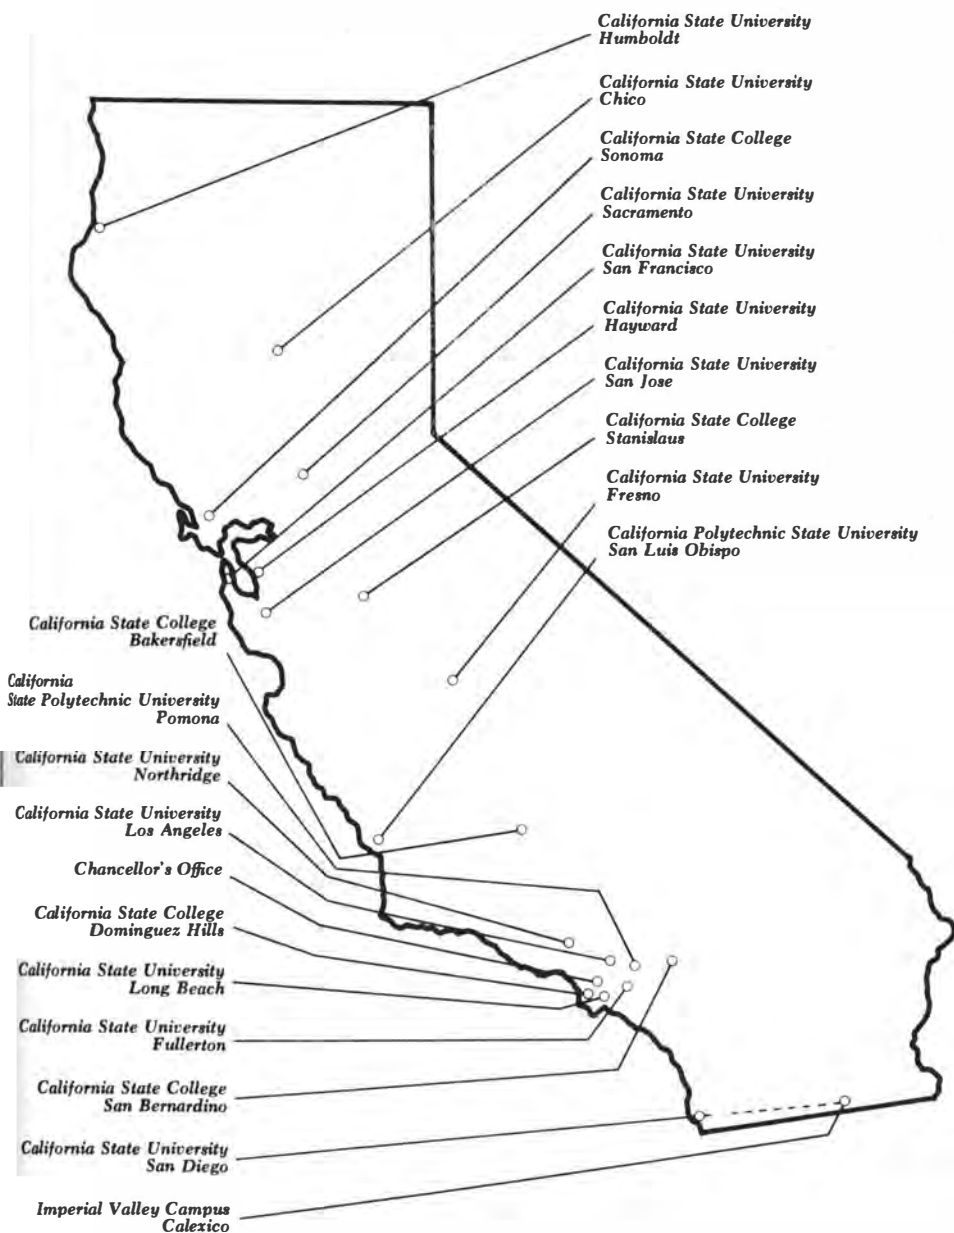 California State University
Humboldt
California State University
Chico
California State College
Sonoma
California State University
Sacramento
California State University
San Francisco
California State University
Hayward
California State University
San Jose
California State College
Stanislaus
California State University
Fresno
California Polytechnic State University
San Luis Obispo
California State College
Bakersfield
California
State Polytechnic University
Pomona
California State University
Northridge
California State University
Los Angeles
Chancellor's Office
California State College
Dominguez Hills
California State University
Long Beach
California State University
Fullerton
California State College
San Bernardino
California State University
San Diego
Imperial Valley Campus
Calexico